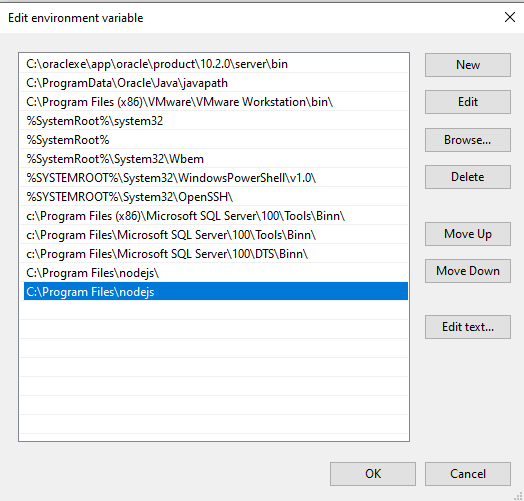 Edit environment variable
C:\oraclexe\app\oracle\product\10.2.0\server\bin
C:\ProgramData\Oracle\Java\javapath
C:\Program Files (x86)\VMware\VMware Workstation\bin\
%SystemRoot%\system32
%SystemRoot%
%SystemRoot%\System32\Wbem
%SYSTEMROOT%\System32\WindowsPowerShell\v1.0\
%SYSTEMROOT%\System32\OpenSSH\
c:\Program Files (x86)\Microsoft SQL Server\100\Tools\Binn\
c:\Program Files\Microsoft SQL Server\100\Tools\Binn\
c:\Program Files\Microsoft SQL Server\100\DTS\Binn\
C:\Program Files\nodejs\
C:\Program Files\nodejs
New
Edit
Browse...
Delete
Move Up
Move Down
Edit text...
OK
Cancel